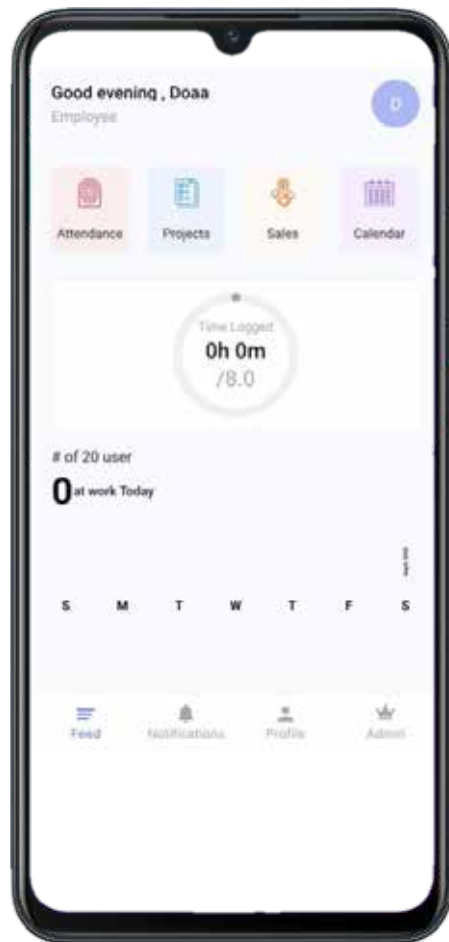 Good evening , Doaa
Employee
D
Attendance Projects Sales Calendar
Time Logged
0h 0m
/8.0
# of 20 user
0 at work Today
S M T W T F S
Feed Notifications Profile Admin